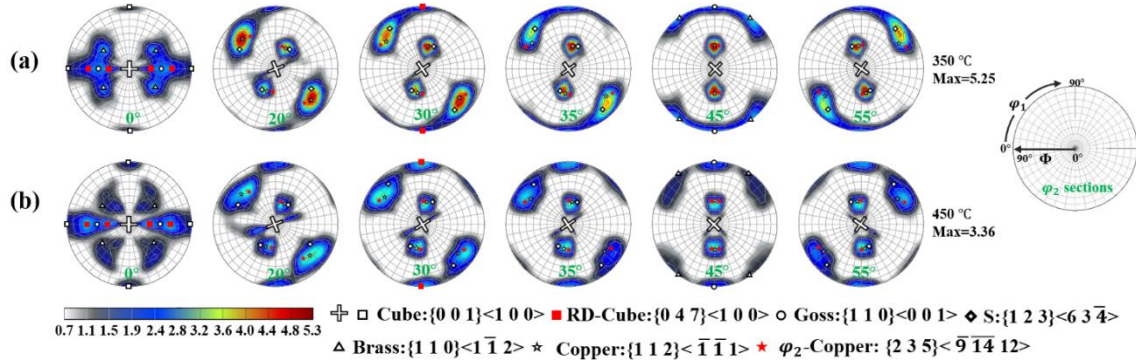 (a)
0°
20°
30°
35°
45°
55°
350 ℃
Max=5.25
(b)
0°
20°
30°
35°
45°
55°
450 ℃
Max=3.36
90°
φ₁
0°
90°
Φ
0°
φ₂ sections
0.7 1.1 1.5 1.9 2.7 3.2 3.6 4.0 4.4 4.8 5.3
Cube:{0 0 1}<1 0 0> RD-Cube:{0 4 7}<1 0 0> Goss:{1 1 0}<0 0 1> S:{1 2 3}<6 3 4̅>
Brass:{1 1 0}<1 1̅ 2> Copper:{1 1 2}<1̅ 1̅ 1> φ₂-Copper: {2 3 5}<9̅ 1̅4̅ 12>